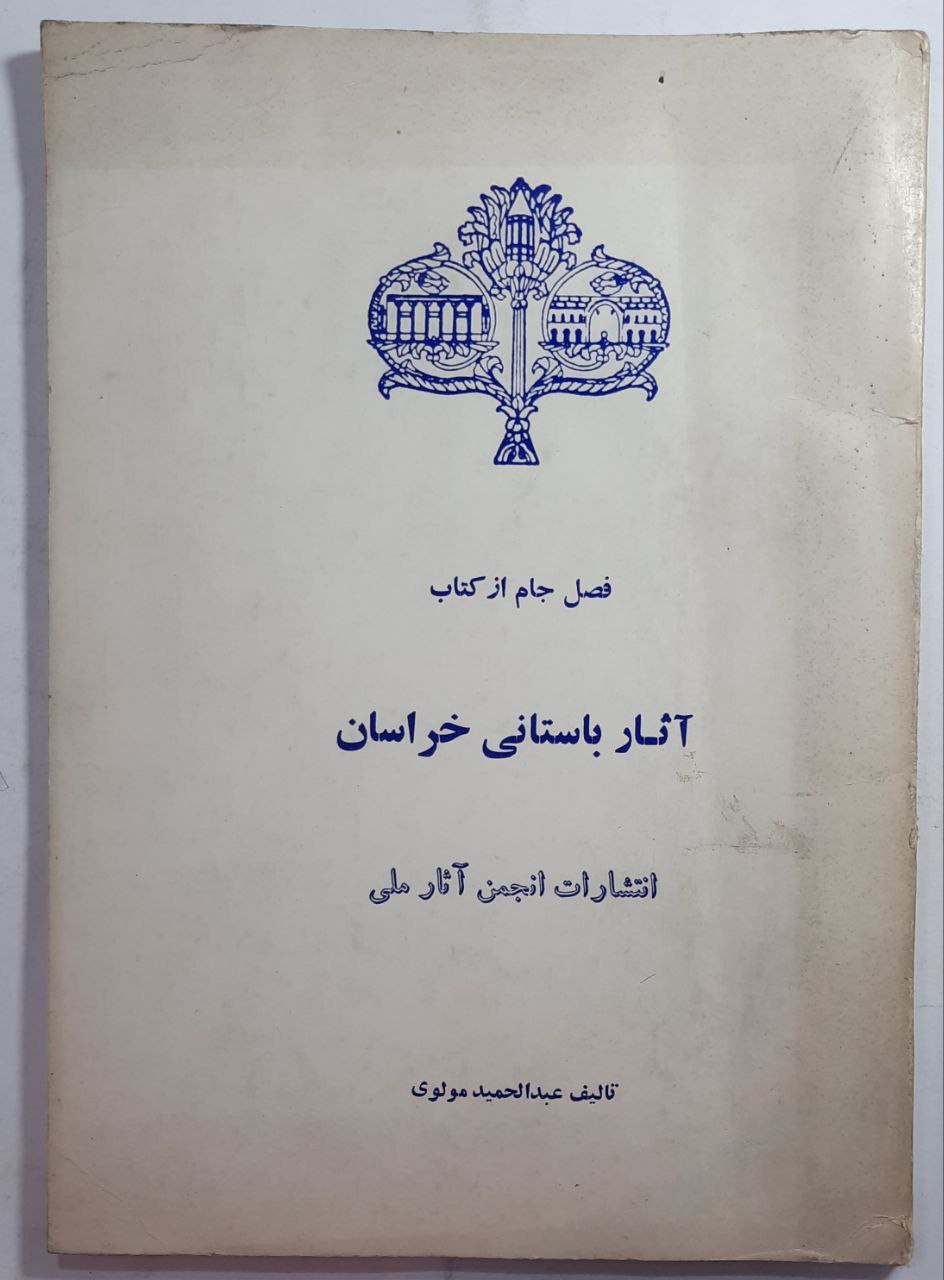 فصل جام از کتاب
آثار باستانی خراسان
انتشارات انجمن آثار ملی
تالیف عبدالحمید مولوی